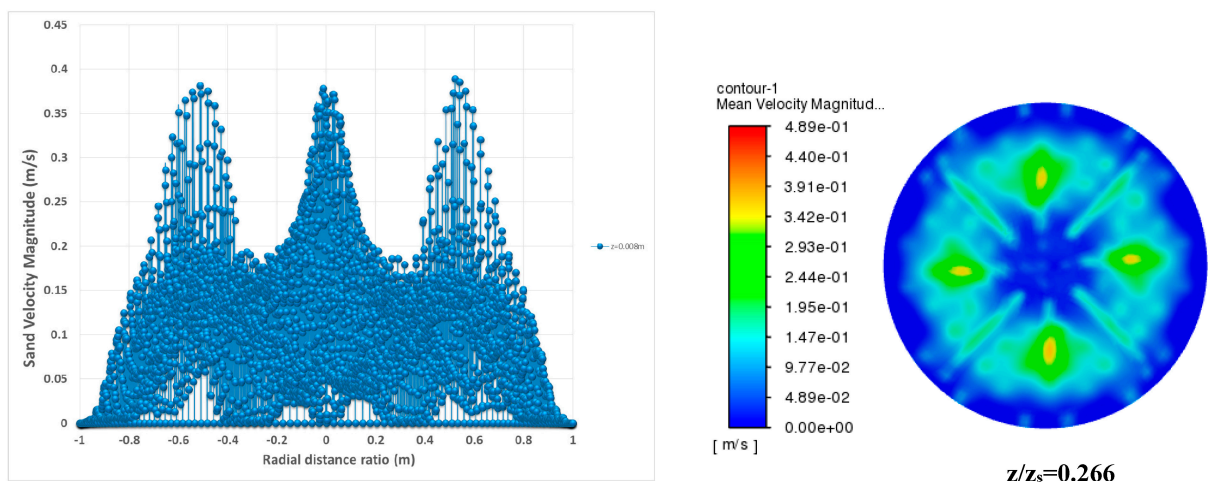 0.45
0.4
0.35
0.3
0.25
0.2
0.15
0.1
0.05
0
Sand Velocity Magnitude (m/s)
-1
-0.8
-0.6
-0.4
-0.2
0
0.2
0.4
0.6
0.8
1
Radial distance ratio (m)
z=0.008m
contour-1
Mean Velocity Magnitud...
4.89e-01
4.40e-01
3.91e-01
3.42e-01
2.93e-01
2.44e-01
1.95e-01
1.47e-01
9.77e-02
4.89e-02
0.00e+00
[ m/s ]
z/zs=0.266